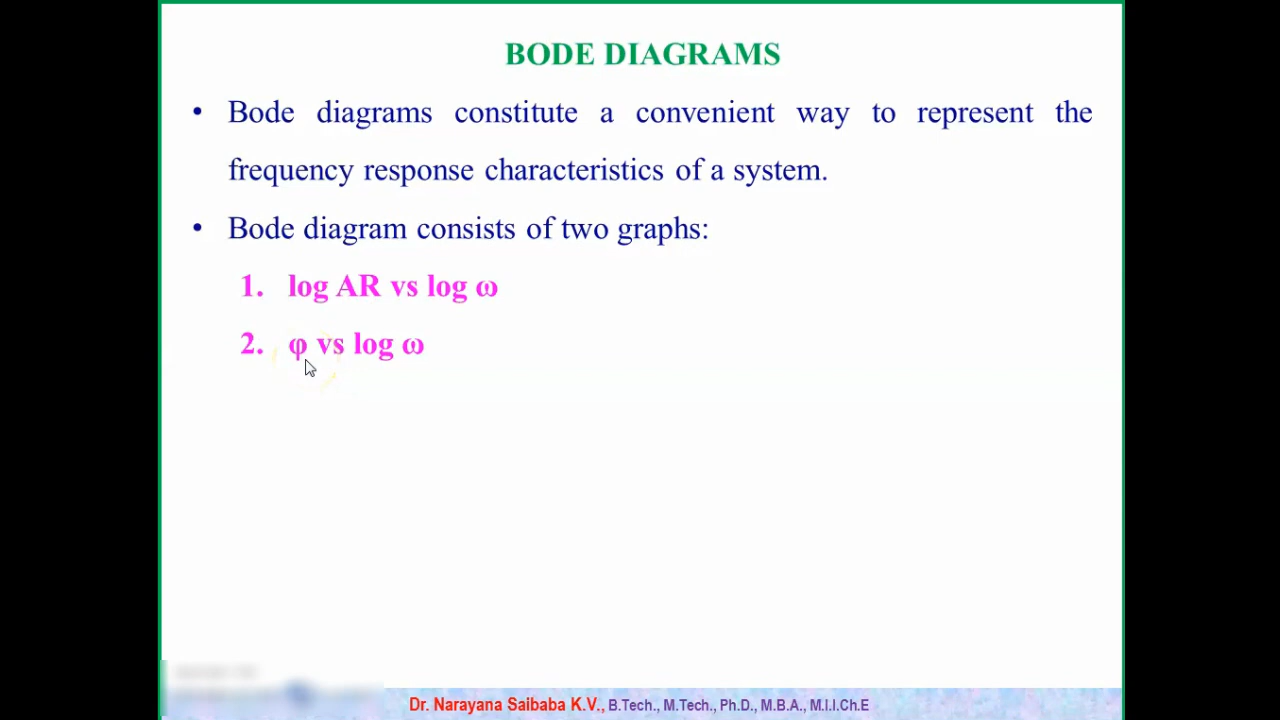 BODE DIAGRAMS
• Bode diagrams constitute a convenient way to represent the
frequency response characteristics of a system.
• Bode diagram consists of two graphs:
1. log AR vs log ω
2. φ vs log ω
Dr. Narayana Saibaba K.V., B.Tech., M.Tech., Ph.D., M.B.A., M.I.I.Ch.E